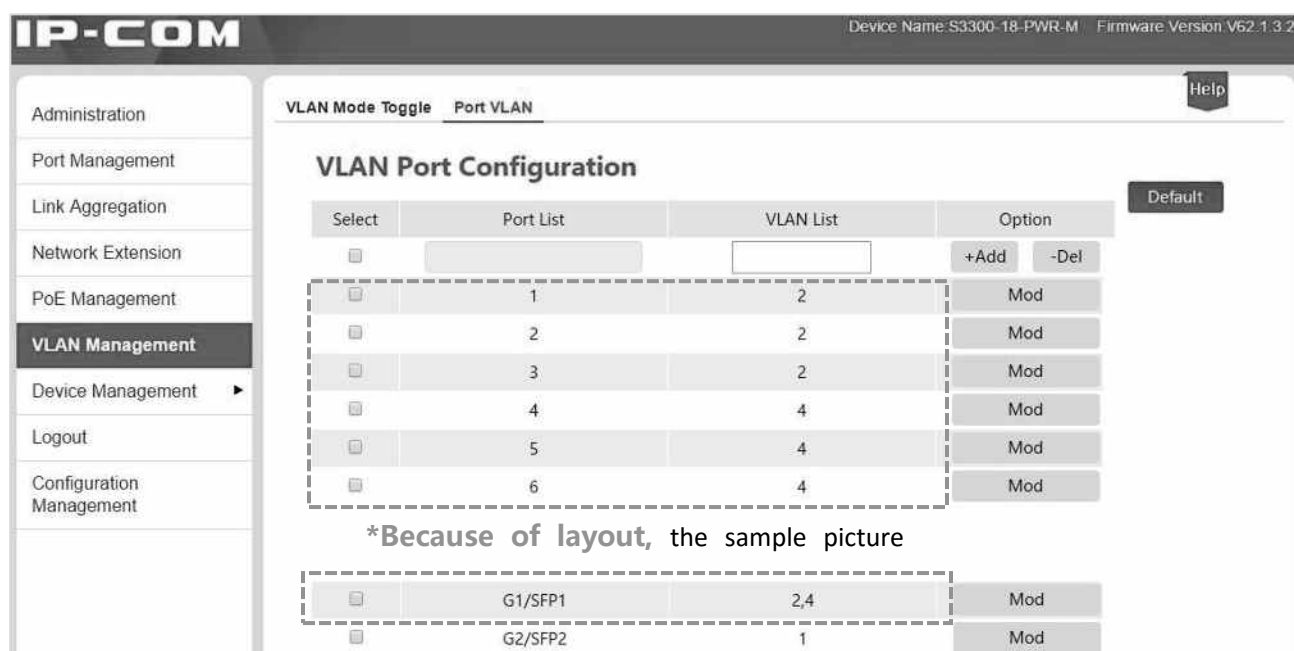 IP-COM
Device Name:S3300-18-PWR-M Firmware Version:V62.1.3.2
Help
Administration
Port Management
Link Aggregation
Network Extension
PoE Management
VLAN Management
Device Management
Logout
Configuration
Management
VLAN Mode Toggle Port VLAN
VLAN Port Configuration
Default
Select Port List VLAN List Option
+Add -Del
1 2 Mod
2 2 Mod
3 2 Mod
4 4 Mod
5 4 Mod
6 4 Mod
*Because of layout, the sample picture
G1/SFP1 2,4 Mod
G2/SFP2 1 Mod